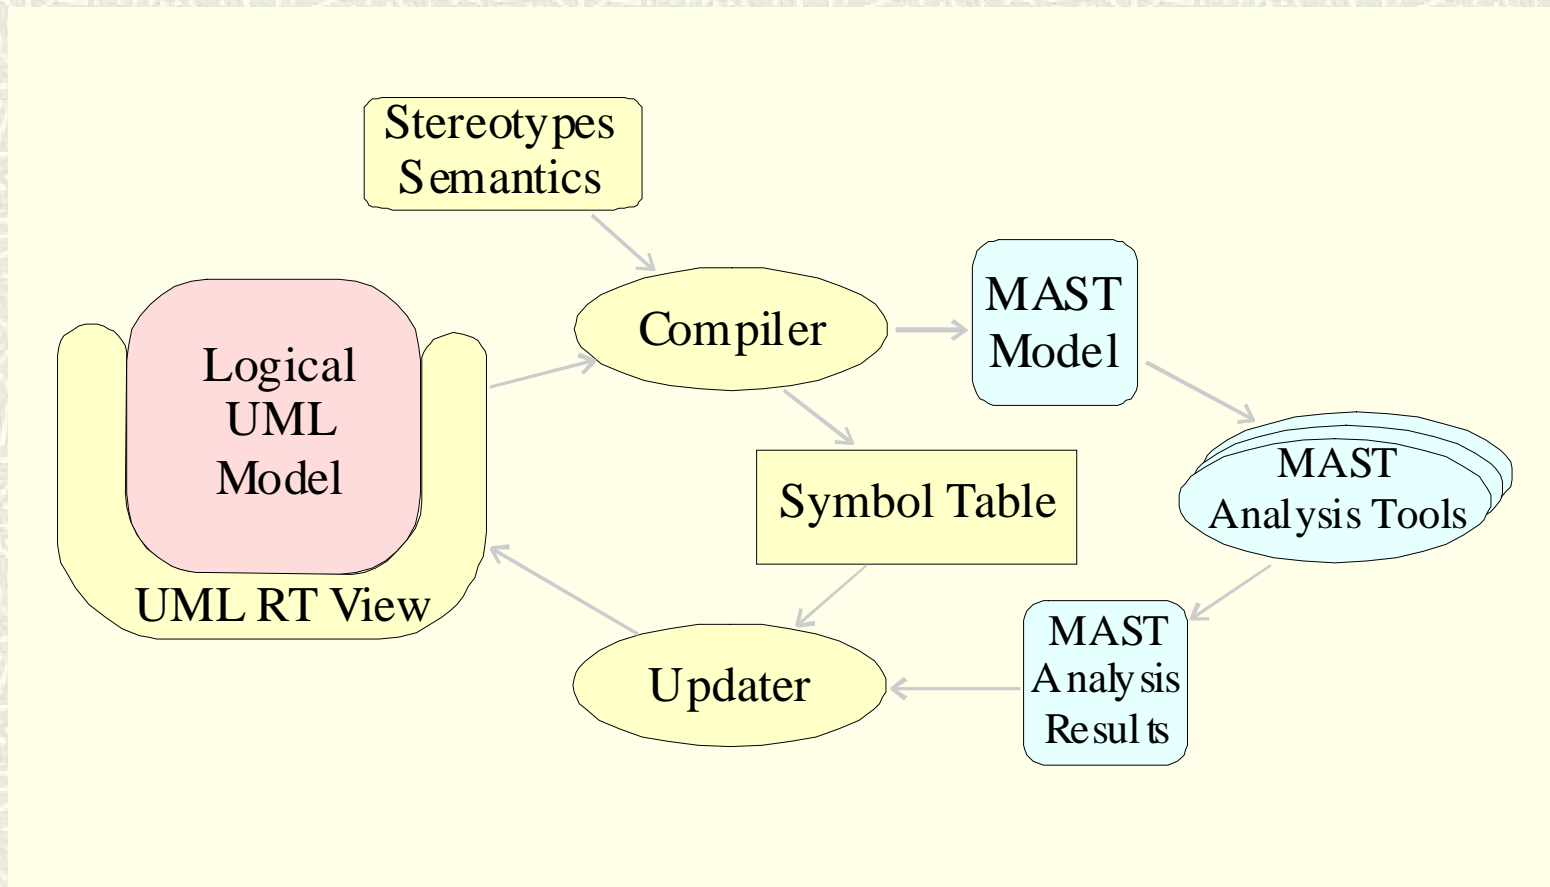 Stereotypes
Semantics
Compiler
MAST
Model
Logical
UML
Model
UML RT View
Symbol Table
MAST
Analysis Tools
Updater
MAST
Analysis
Results